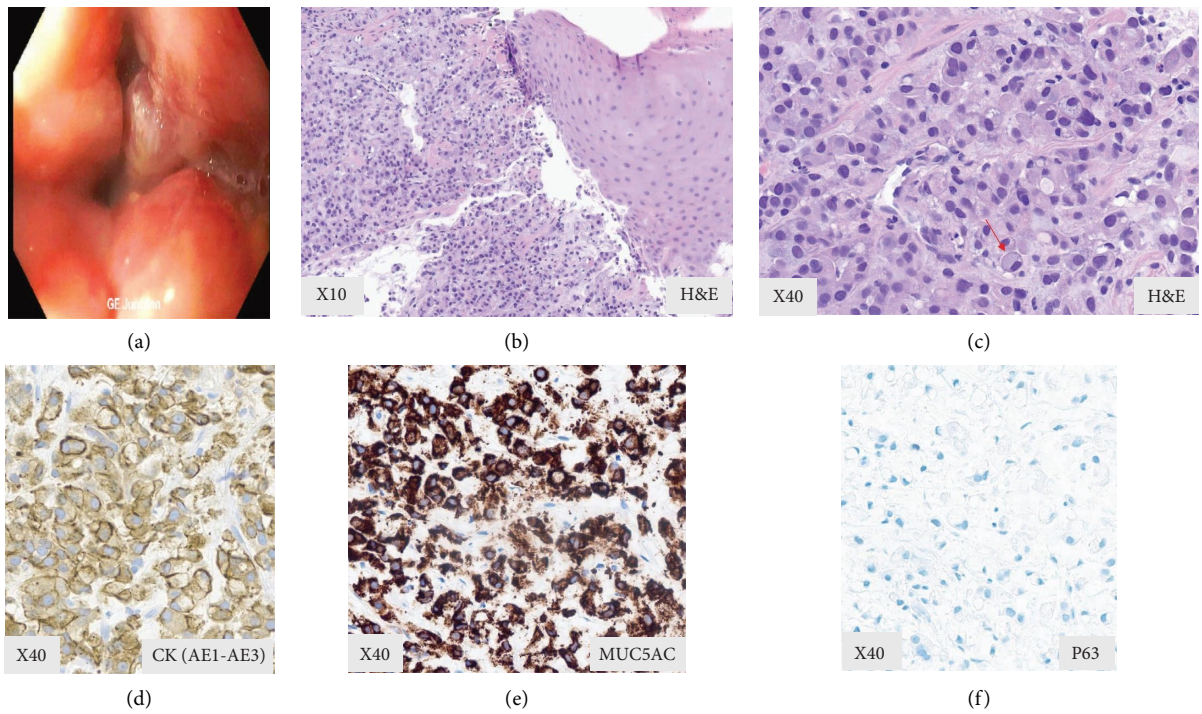 GE Junction
X10
H&E
X40
H&E
(a)
(b)
(c)
X40
CK (AE1-AE3)
X40
MUC5AC
X40
P63
(d)
(e)
(f)